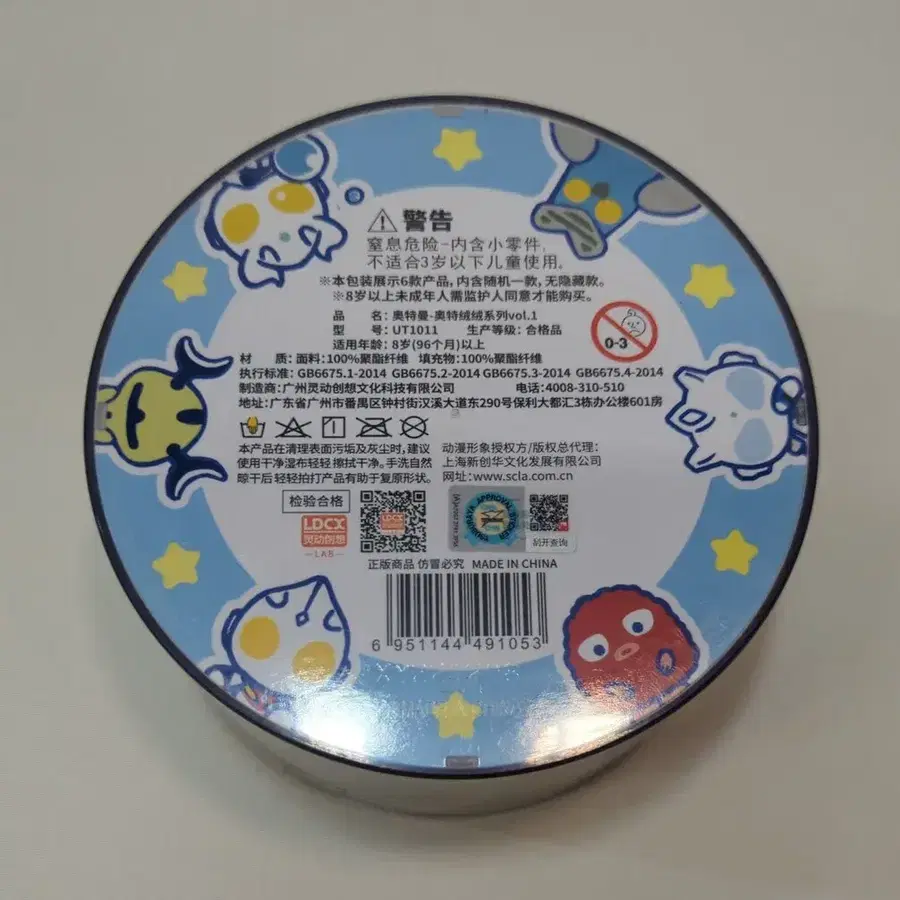 警告
窒息危险-内含小零件,
不适合3岁以下儿童使用。
※本包装展示6款产品,内含随机一款,无隐藏款。
※8岁以上未成年人需监护人同意才能购买。
品 名:奥特曼-奥特绒绒系列vol.1
型 号:UT1011 生产等级:合格品
适用年龄:8岁(96个月)以上
0-3
材 质:面料:100%聚酯纤维 填充物:100%聚酯纤维
执行标准:GB6675.1-2014 GB6675.2-2014 GB6675.3-2014 GB6675.4-2014
制造商:广州灵动创想文化科技有限公司 电话:4008-310-510
地址:广东省广州市番禺区钟村街汉溪大道东290号保利大都汇3栋办公楼601房
本产品在清理表面污垢及灰尘时,建议
使用干净湿布轻轻擦拭干净。手洗自然
晾干后轻轻拍打产品有助于复原形状。
动漫形象授权方/版权总代理:
上海新创华文化发展有限公司
网址:www.scla.com.cn
检验合格
LDCX
灵动创想
LAB
TSUBURAYA APPROVAL STICKER
刮开查询
正版商品 仿冒必究 MADE IN CHINA
6 951144 491053